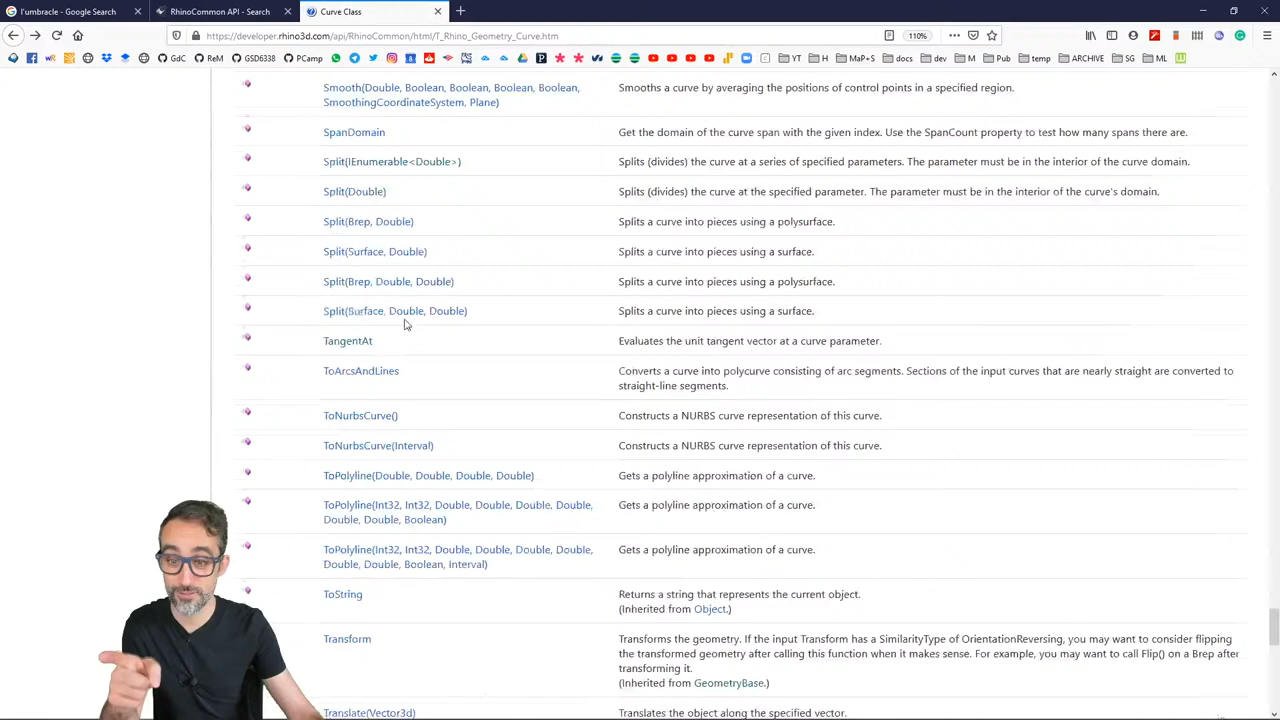 l'umbracle - Google Search
RhinoCommon API - Search
Curve Class
https://developer.rhino3d.com/api/RhinoCommon/html/T_Rhino_Geometry_Curve.htm
110%
GdC
ReM
GSD6338
PCamp
YT
H
MaP+S
docs
dev
M
Pub
temp
ARCHIVE
SG
ML
Smooth(Double, Boolean, Boolean, Boolean, Boolean,
SmoothingCoordinateSystem, Plane)
Smooths a curve by averaging the positions of control points in a specified region.
SpanDomain
Get the domain of the curve span with the given index. Use the SpanCount property to test how many spans there are.
Split(IEnumerable<Double>)
Splits (divides) the curve at a series of specified parameters. The parameter must be in the interior of the curve domain.
Split(Double)
Splits (divides) the curve at the specified parameter. The parameter must be in the interior of the curve's domain.
Split(Brep, Double)
Splits a curve into pieces using a polysurface.
Split(Surface, Double)
Splits a curve into pieces using a surface.
Split(Brep, Double, Double)
Splits a curve into pieces using a polysurface.
Split(Surface, Double, Double)
Splits a curve into pieces using a surface.
TangentAt
Evaluates the unit tangent vector at a curve parameter.
ToArcsAndLines
Converts a curve into polycurve consisting of arc segments. Sections of the input curves that are nearly straight are converted to
straight-line segments.
ToNurbsCurve()
Constructs a NURBS curve representation of this curve.
ToNurbsCurve(Interval)
Constructs a NURBS curve representation of this curve.
ToPolyline(Double, Double, Double, Double)
Gets a polyline approximation of a curve.
ToPolyline(Int32, Int32, Double, Double, Double, Double,
Double, Double, Boolean)
Gets a polyline approximation of a curve.
ToPolyline(Int32, Int32, Double, Double, Double, Double,
Double, Double, Boolean, Interval)
Gets a polyline approximation of a curve.
ToString
Returns a string that represents the current object.
(Inherited from Object.)
Transform
Transforms the geometry. If the input Transform has a SimilarityType of OrientationReversing, you may want to consider flipping
the transformed geometry after calling this function when it makes sense. For example, you may want to call Flip() on a Brep after
transforming it.
(Inherited from GeometryBase.)
Translate(Vector3d)
Translates the object along the specified vector.